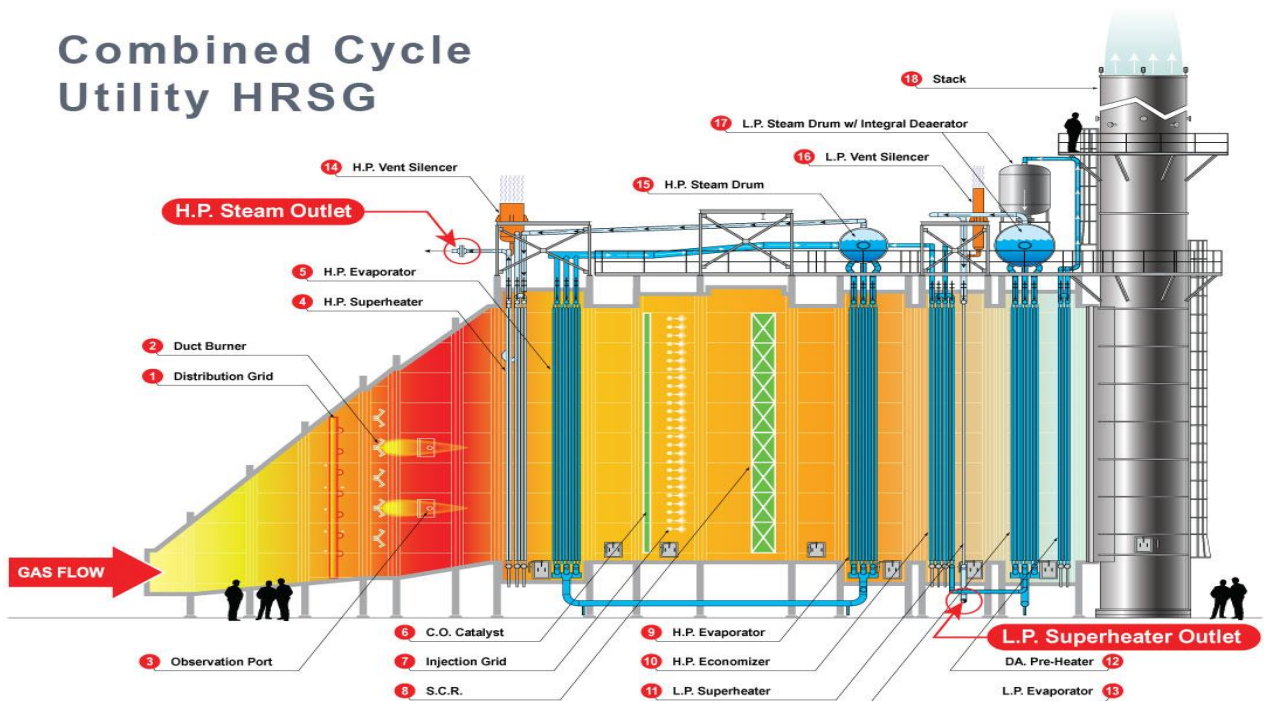 Combined Cycle
Utility HRSG
18 Stack
17 L.P. Steam Drum w/ Integral Deaerator
14 H.P. Vent Silencer
16 L.P. Vent Silencer
15 H.P. Steam Drum
H.P. Steam Outlet
5 H.P. Evaporator
4 H.P. Superheater
2 Duct Burner
1 Distribution Grid
GAS FLOW
6 C.O. Catalyst
9 H.P. Evaporator
L.P. Superheater Outlet
3 Observation Port
7 Injection Grid
10 H.P. Economizer
DA. Pre-Heater 12
8 S.C.R.
11 L.P. Superheater
L.P. Evaporator 13